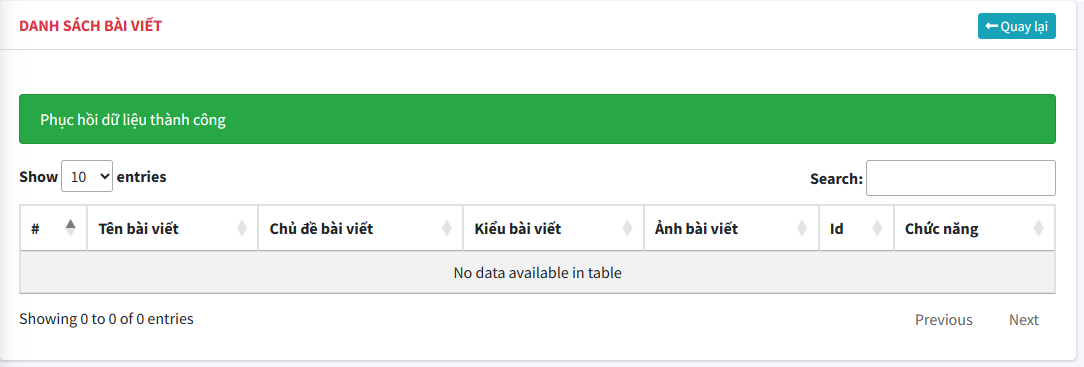 DANH SÁCH BÀI VIẾT
Quay lại
Phục hồi dữ liệu thành công
Show 10 entries
Search:
# Tên bài viết Chủ đề bài viết Kiểu bài viết Ảnh bài viết Id Chức năng
No data available in table
Showing 0 to 0 of 0 entries
Previous Next